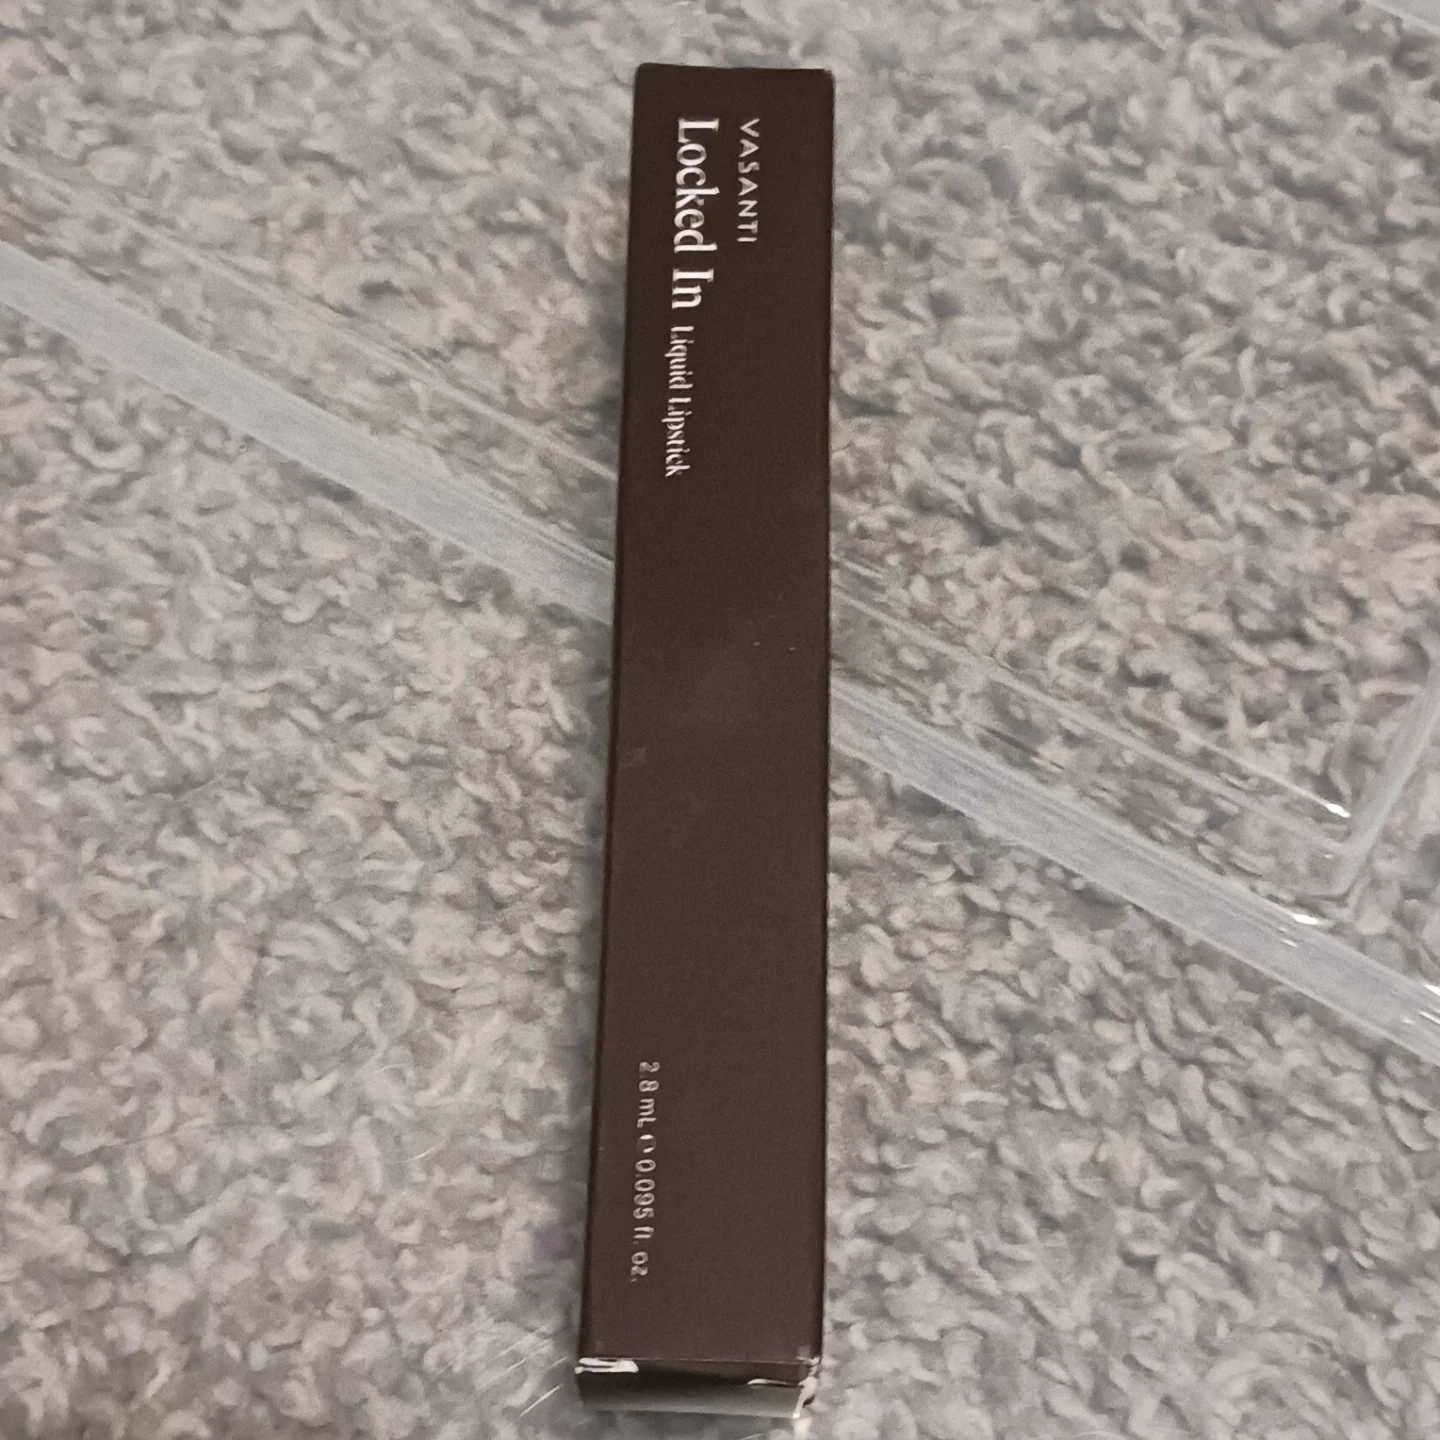 VASANTI
Locked In Liquid Lipstick
2.8 mL ℮ 0.095 fl. oz.